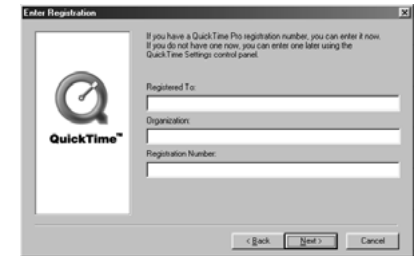 Enter Registration
If you have a QuickTime Pro registration number, you can enter it now.
If you do not have one now, you can enter one later using the
QuickTime Settings control panel.
Registered To:
QuickTime™
Organization:
Registration Number:
< Back
Next >
Cancel